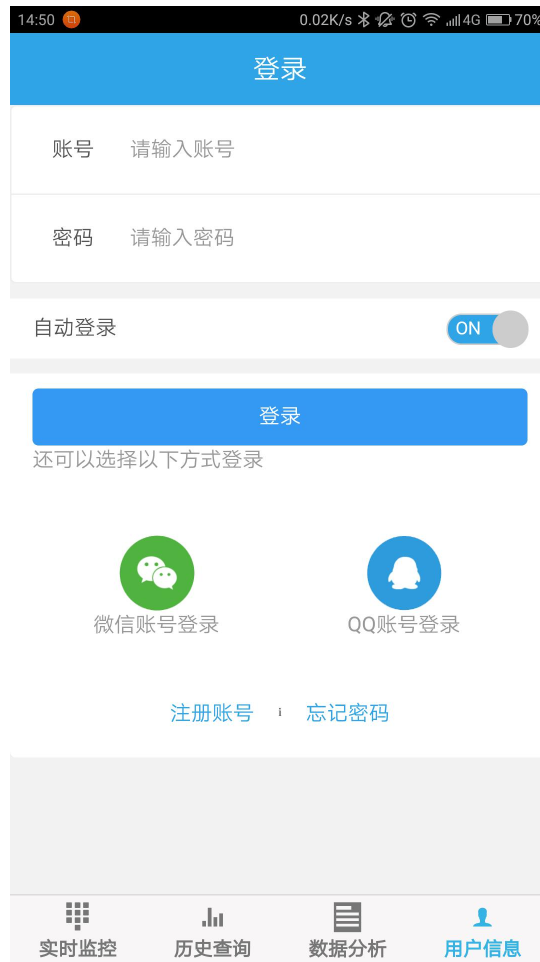 14:50 0.02K/s 4G 70%
登录
账号 请输入账号
密码 请输入密码
自动登录 ON
登录
还可以选择以下方式登录
微信账号登录 QQ账号登录
注册账号 i 忘记密码
实时监控 历史查询 数据分析 用户信息